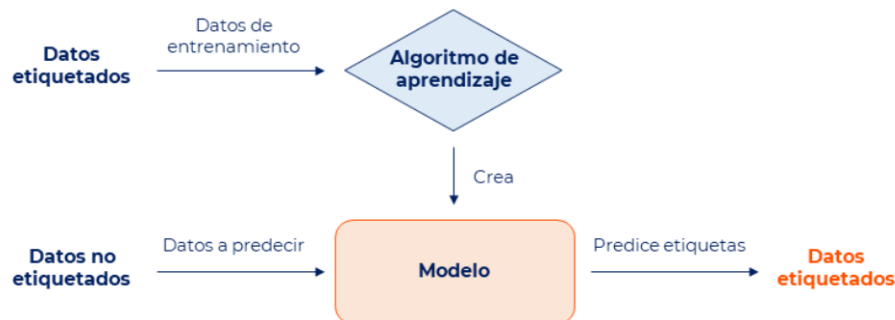 Datos
etiquetados
Datos de
entrenamiento
Algoritmo de
aprendizaje
Crea
Datos no
etiquetados
Datos a predecir
Modelo
Predice etiquetas
Datos
etiquetados